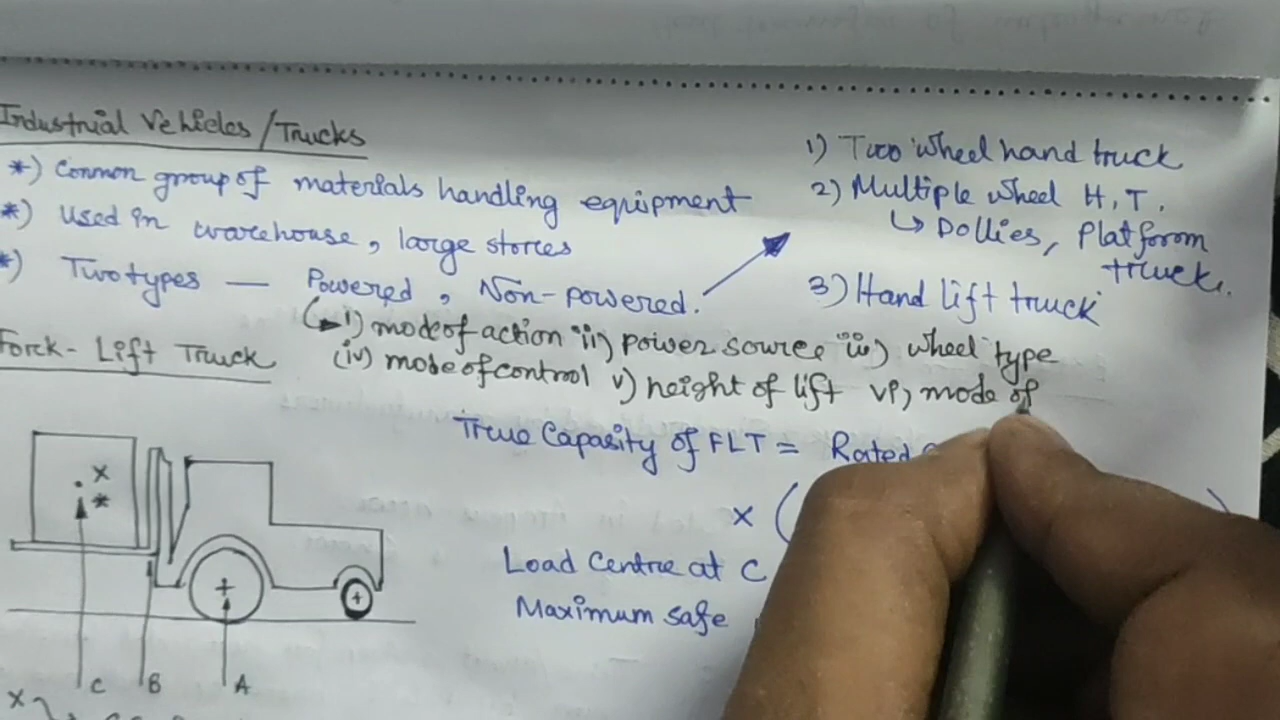 Industrial Vehicles/Trucks
*) Common group of materials handling equipment
*) Used in warehouse, large stores
*) Two types — Powered, Non-powered.
1) Two wheel hand truck
2) Multiple wheel H.T.
↳ Dollies, Platform
truck.
3) Hand lift truck
(→ i) mode of action ii) power source iii) wheel type
(iv) mode of control v) height of lift vi) mode of
Forck-Lift Truck
True Capasity of FLT = Rated
x (
)
Load Centre at C
Maximum safe
x
*
C
B
A
x